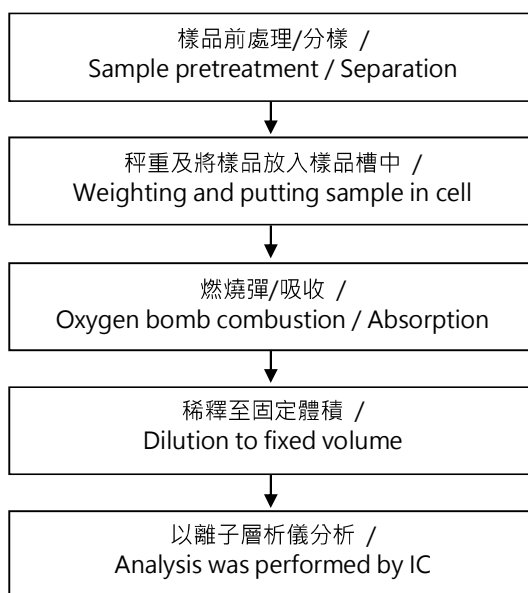 樣品前處理/分樣 /
Sample pretreatment / Separation
秤重及將樣品放入樣品槽中 /
Weighting and putting sample in cell
燃燒彈/吸收 /
Oxygen bomb combustion / Absorption
稀釋至固定體積 /
Dilution to fixed volume
以離子層析儀分析 /
Analysis was performed by IC